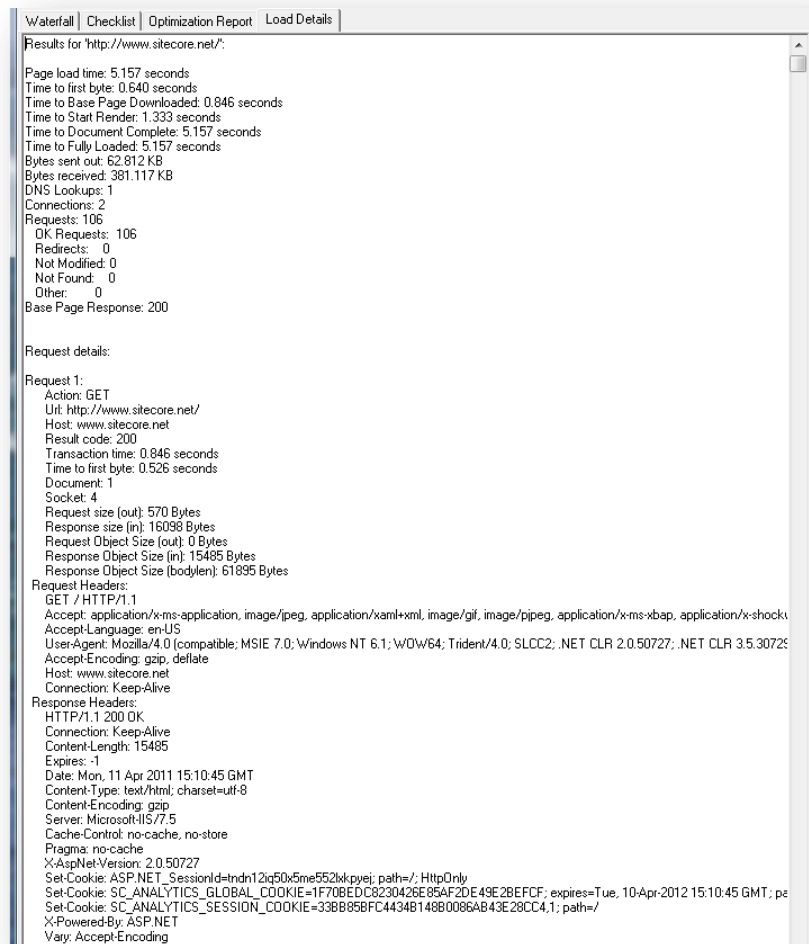 Waterfall Checklist Optimization Report Load Details
Results for 'http://www.sitecore.net/':
Page load time: 5.157 seconds
Time to first byte: 0.640 seconds
Time to Base Page Downloaded: 0.846 seconds
Time to Start Render: 1.333 seconds
Time to Document Complete: 5.157 seconds
Time to Fully Loaded: 5.157 seconds
Bytes sent out: 62.812 KB
Bytes received: 381.117 KB
DNS Lookups: 1
Connections: 2
Requests: 106
OK Requests: 106
Redirects: 0
Not Modified: 0
Not Found: 0
Other: 0
Base Page Response: 200
Request details:
Request 1:
Action: GET
Url: http://www.sitecore.net/
Host: www.sitecore.net
Result code: 200
Transaction time: 0.846 seconds
Time to first byte: 0.526 seconds
Document: 1
Socket: 4
Request size (out): 570 Bytes
Response size (in): 16098 Bytes
Request Object Size (out): 0 Bytes
Response Object Size (in): 15485 Bytes
Response Object Size (bodylen): 61895 Bytes
Request Headers:
GET / HTTP/1.1
Accept: application/x-ms-application, image/jpeg, application/xaml+xml, image/gif, image/pjpeg, application/x-ms-xbap, application/x-shock
Accept-Language: en-US
User-Agent: Mozilla/4.0 (compatible; MSIE 7.0; Windows NT 6.1; WOW64; Trident/4.0; SLCC2; .NET CLR 2.0.50727; .NET CLR 3.5.30729
Accept-Encoding: gzip, deflate
Host: www.sitecore.net
Connection: Keep-Alive
Response Headers:
HTTP/1.1 200 OK
Connection: Keep-Alive
Content-Length: 15485
Expires: -1
Date: Mon, 11 Apr 2011 15:10:45 GMT
Content-Type: text/html; charset=utf-8
Content-Encoding: gzip
Server: Microsoft-IIS/7.5
Cache-Control: no-cache, no-store
Pragma: no-cache
X-AspNet-Version: 2.0.50727
Set-Cookie: ASP.NET_SessionId=tndn12iq50x5me552lxkpyej; path=/; HttpOnly
Set-Cookie: SC_ANALYTICS_GLOBAL_COOKIE=1F70BEDC8230426E85AF2DE49E2BEFCF; expires=Tue, 10-Apr-2012 15:10:45 GMT; pa
Set-Cookie: SC_ANALYTICS_SESSION_COOKIE=33BB85BFC4434B148B0086AB43E28CC4,1; path=/
X-Powered-By: ASP.NET
Vary: Accept-Encoding